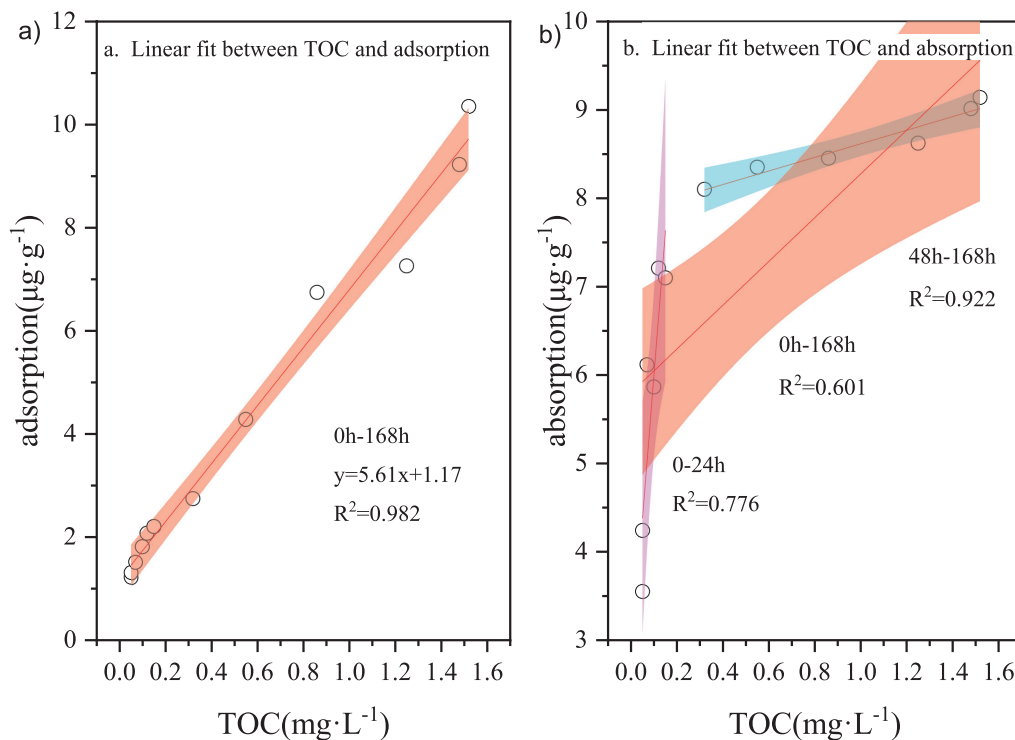 a)
a. Linear fit between TOC and adsorption
12
10
8
6
4
2
0
adsorption(μg·g⁻¹)
0h-168h
y=5.61x+1.17
R²=0.982
0.0 0.2 0.4 0.6 0.8 1.0 1.2 1.4 1.6
TOC(mg·L⁻¹)
b)
b. Linear fit between TOC and absorption
10
9
8
7
6
5
4
3
absorption(μg·g⁻¹)
48h-168h
R²=0.922
0h-168h
R²=0.601
0-24h
R²=0.776
0.0 0.2 0.4 0.6 0.8 1.0 1.2 1.4 1.6
TOC(mg·L⁻¹)